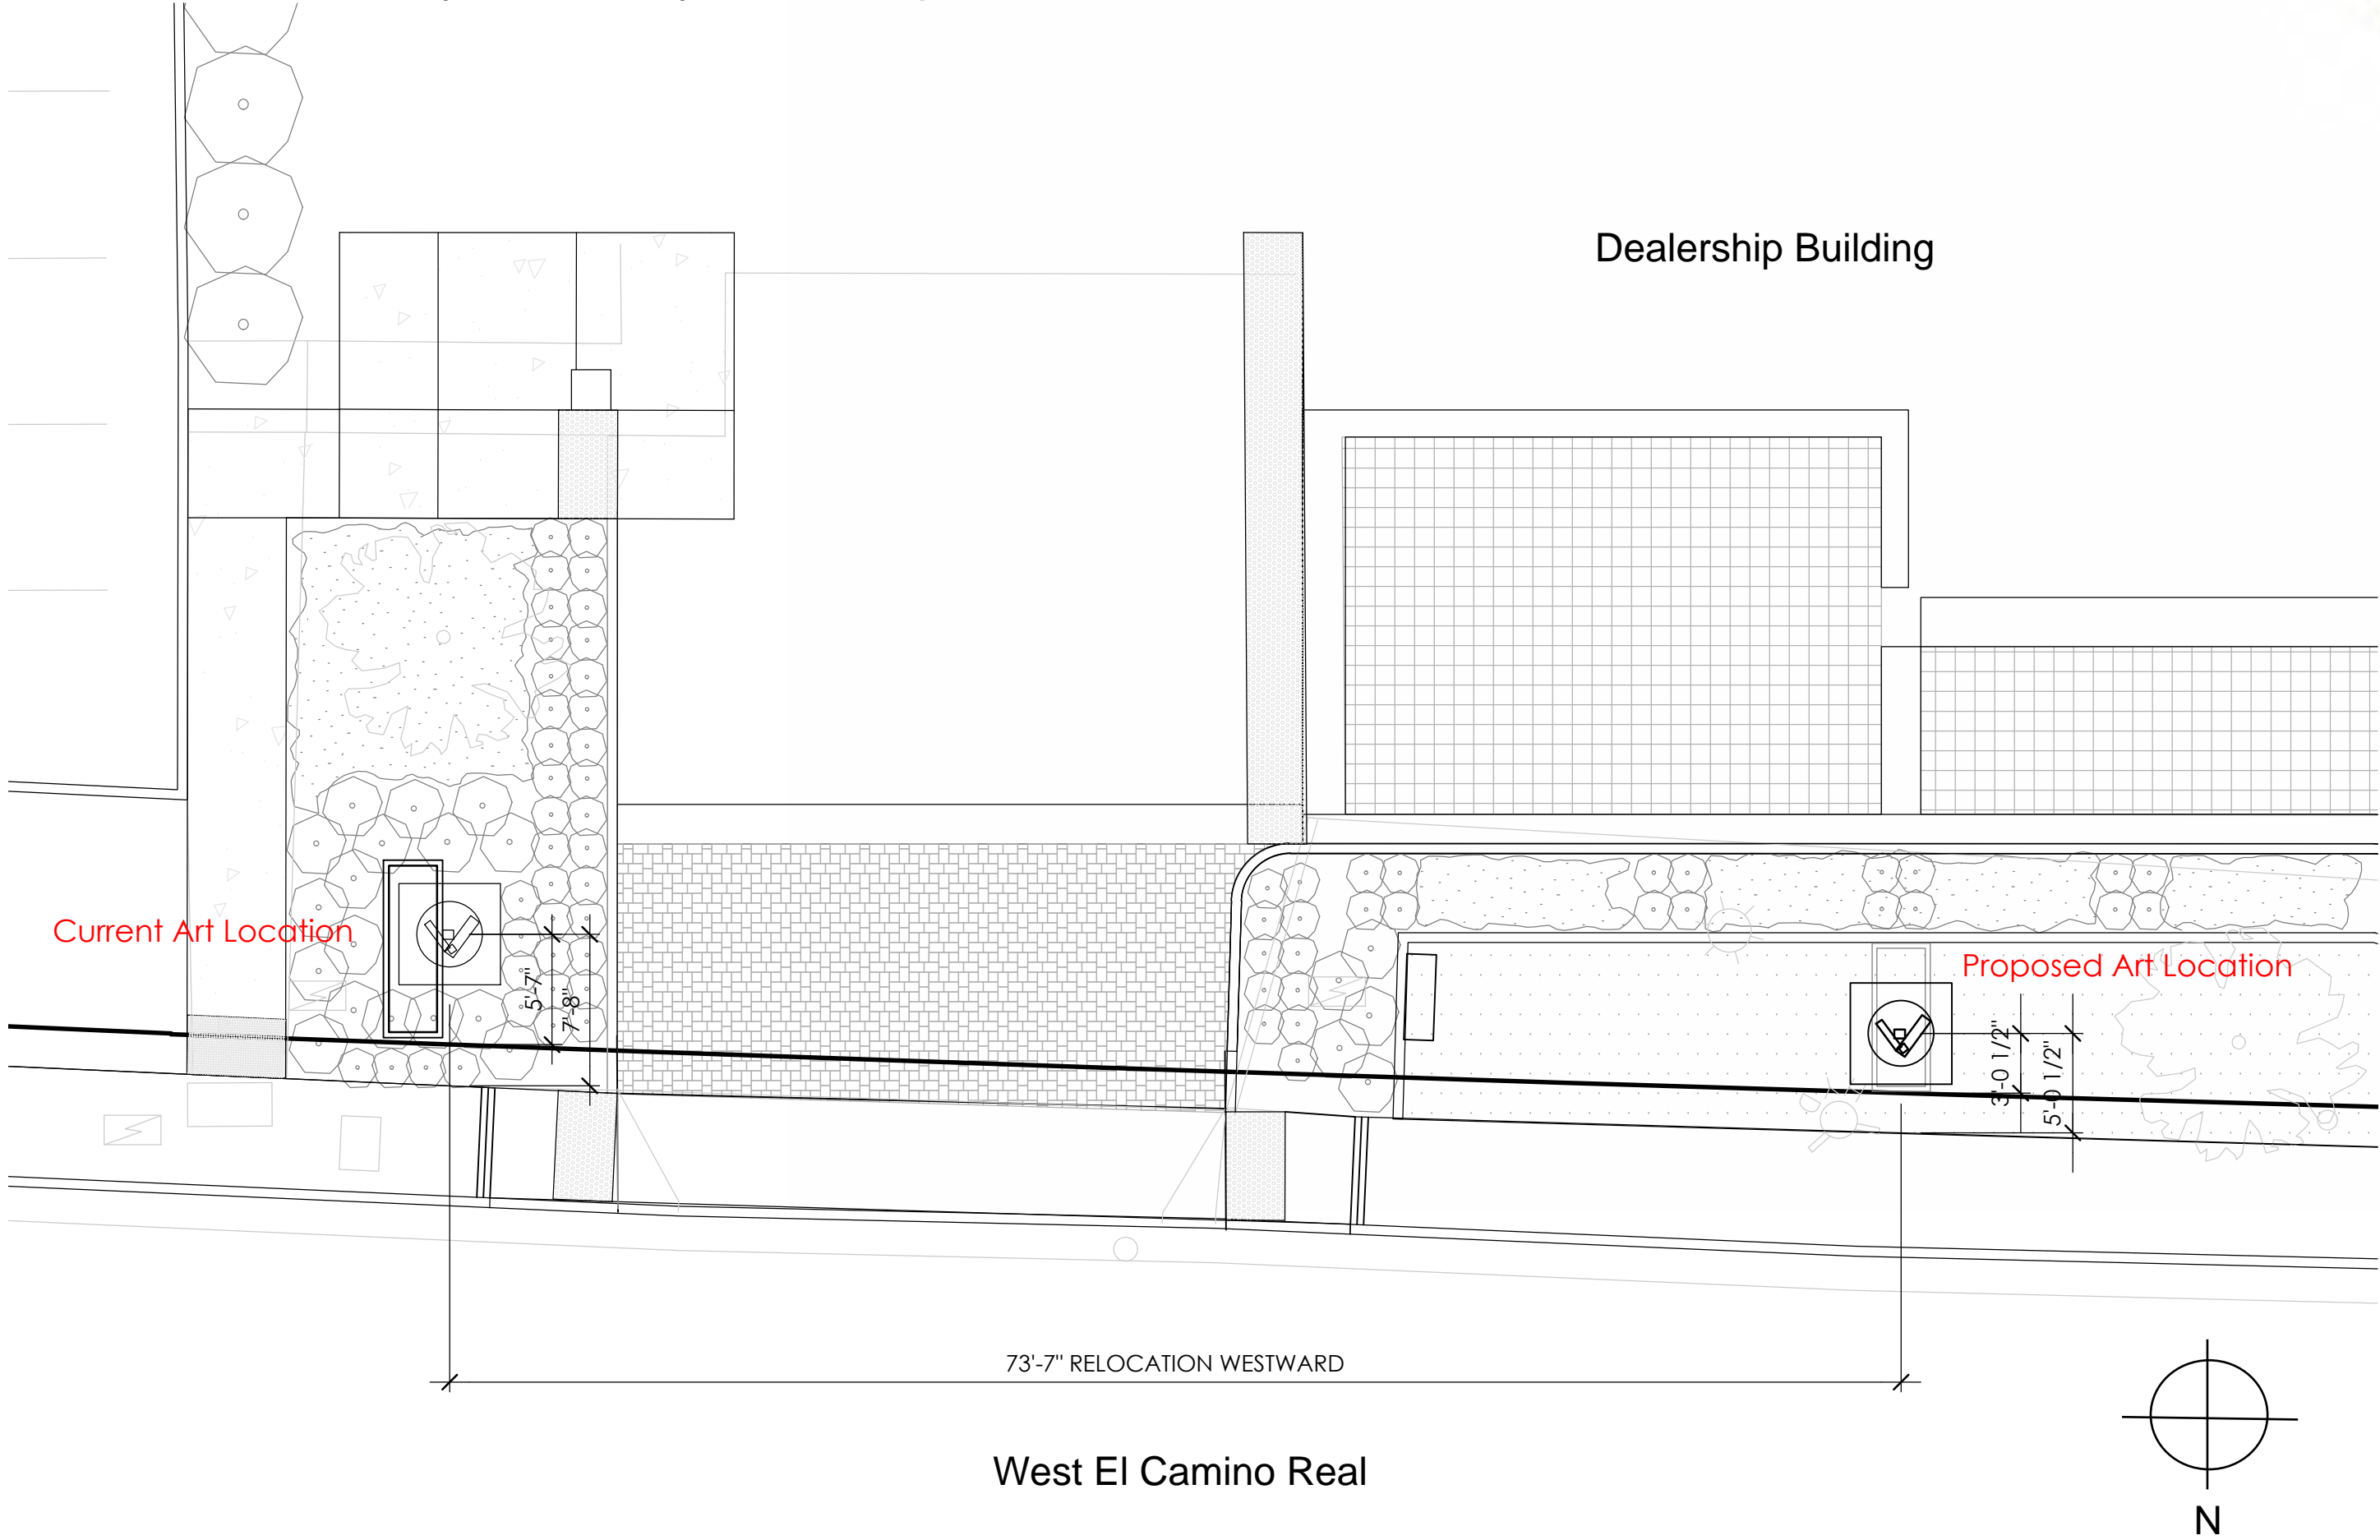 Dealership Building
Current Art Location
Proposed Art Location
5'-7"
7'-8"
3'-0 1/2"
5'-0 1/2"
73'-7" RELOCATION WESTWARD
West El Camino Real
N